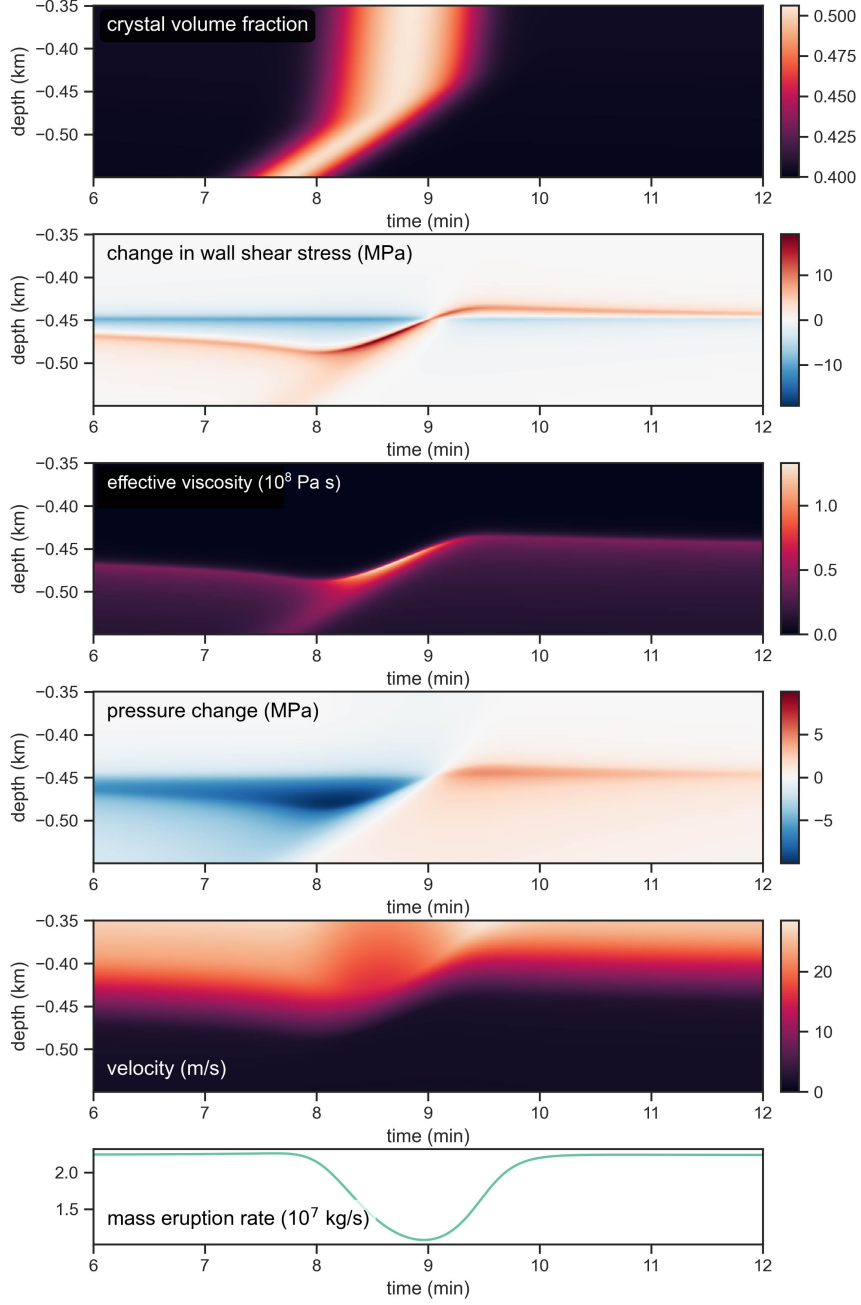 crystal volume fraction
depth (km)
−0.35
−0.40
−0.45
−0.50
6 7 8 9 10 11 12
time (min)
0.500
0.475
0.450
0.425
0.400
change in wall shear stress (MPa)
depth (km)
−0.35
−0.40
−0.45
−0.50
6 7 8 9 10 11 12
time (min)
10
0
−10
effective viscosity (10⁸ Pa s)
depth (km)
−0.35
−0.40
−0.45
−0.50
6 7 8 9 10 11 12
time (min)
1.0
0.5
0.0
pressure change (MPa)
depth (km)
−0.35
−0.40
−0.45
−0.50
6 7 8 9 10 11 12
time (min)
5
0
−5
velocity (m/s)
depth (km)
−0.35
−0.40
−0.45
−0.50
6 7 8 9 10 11 12
time (min)
20
10
0
mass eruption rate (10⁷ kg/s)
2.0
1.5
6 7 8 9 10 11 12
time (min)